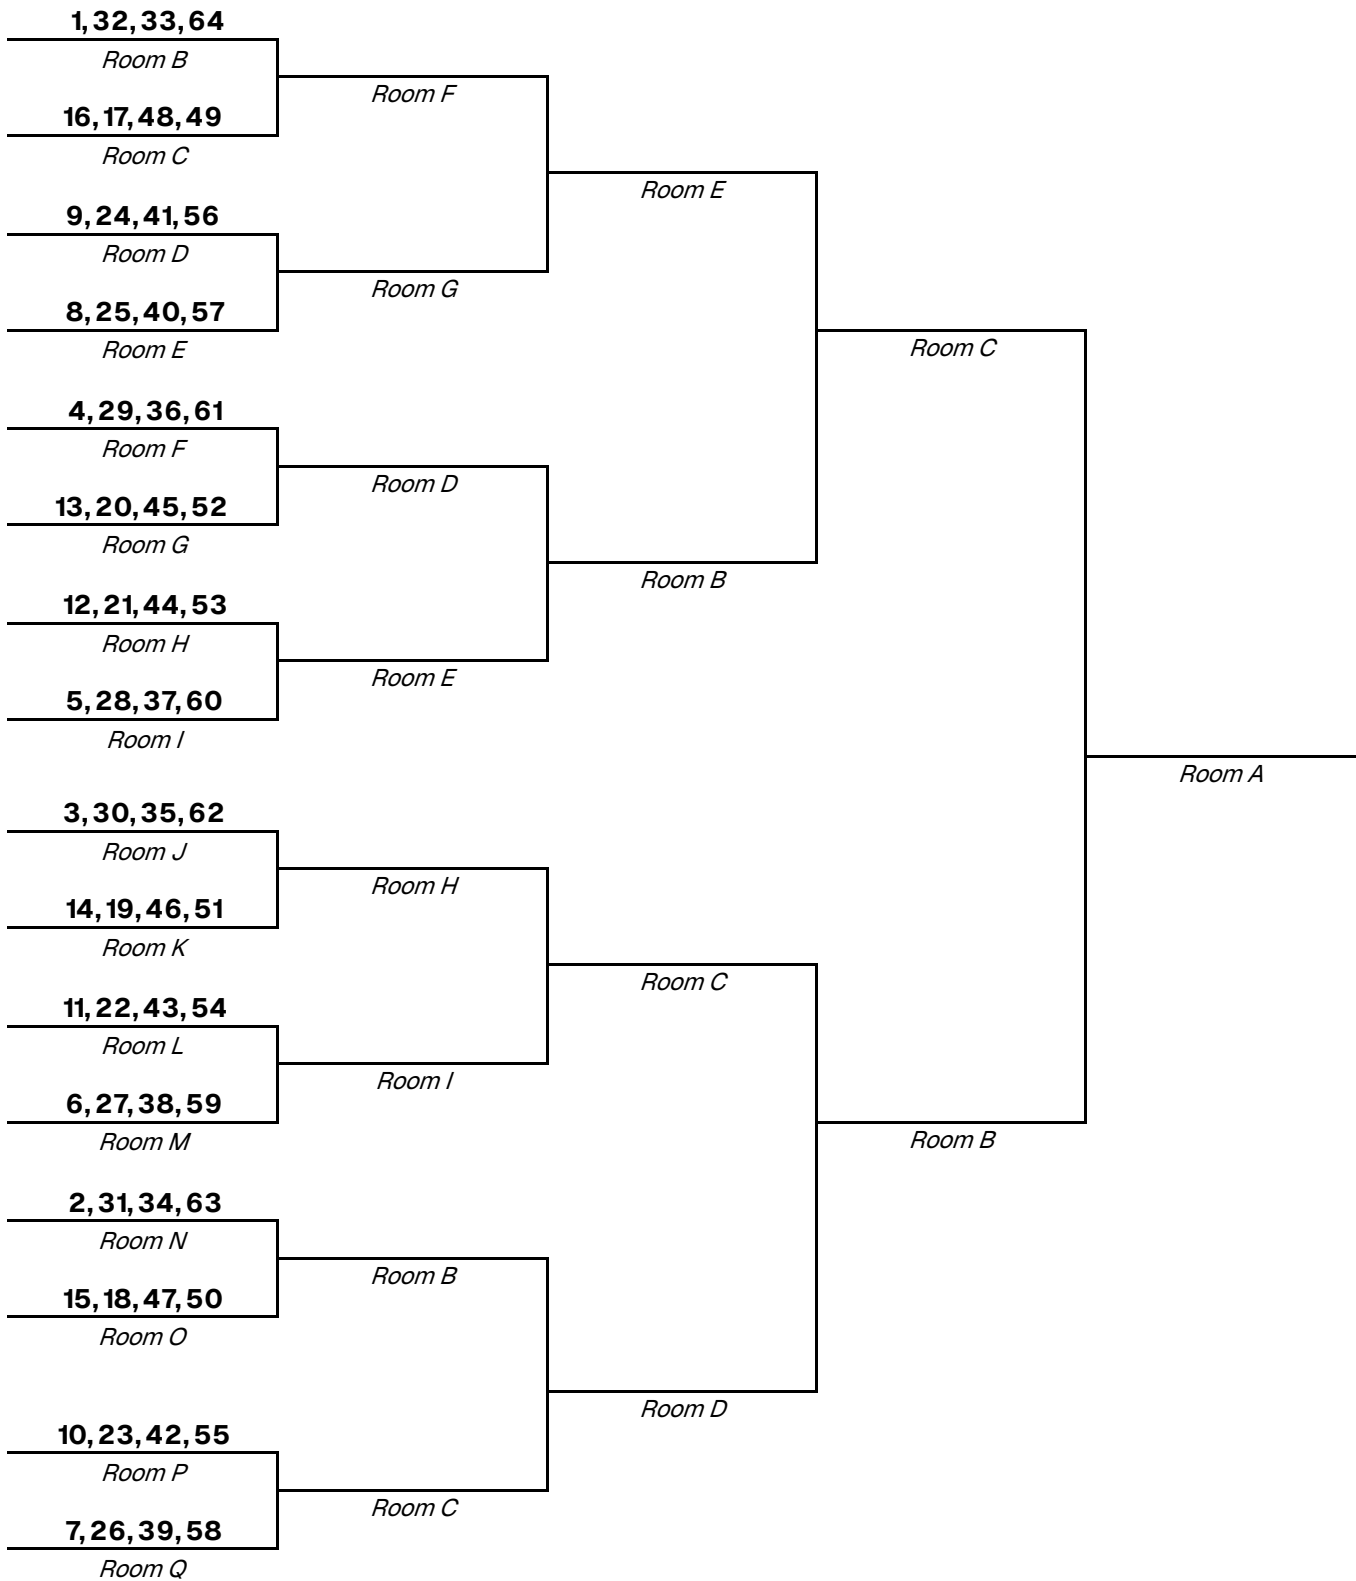 1, 32, 33, 64
Room B
16, 17, 48, 49
Room C
9, 24, 41, 56
Room D
8, 25, 40, 57
Room E
4, 29, 36, 61
Room F
13, 20, 45, 52
Room G
12, 21, 44, 53
Room H
5, 28, 37, 60
Room I
3, 30, 35, 62
Room J
14, 19, 46, 51
Room K
11, 22, 43, 54
Room L
6, 27, 38, 59
Room M
2, 31, 34, 63
Room N
15, 18, 47, 50
Room O
10, 23, 42, 55
Room P
7, 26, 39, 58
Room Q
Room F
Room G
Room D
Room E
Room H
Room I
Room B
Room C
Room E
Room B
Room C
Room D
Room C
Room B
Room A